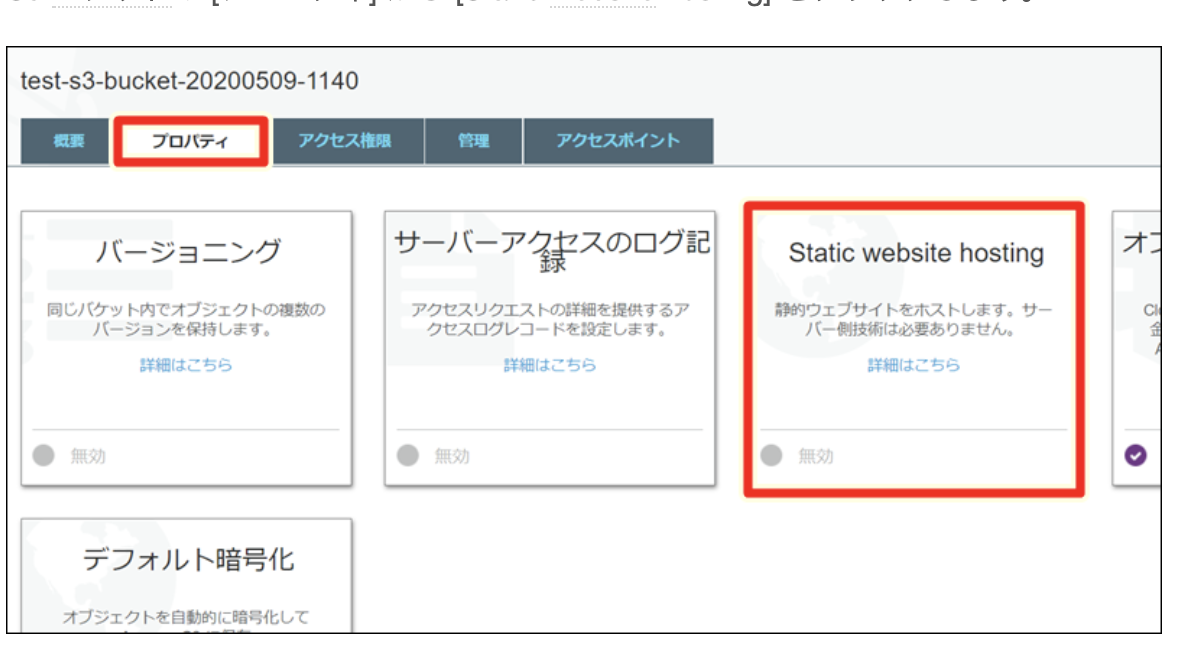 test-s3-bucket-20200509-1140
概要 プロパティ アクセス権限 管理 アクセスポイント
バージョニング
同じバケット内でオブジェクトの複数の
バージョンを保持します。
詳細はこちら
無効
サーバーアクセスのログ記
録
アクセスリクエストの詳細を提供するア
クセスログレコードを設定します。
詳細はこちら
無効
Static website hosting
静的ウェブサイトをホストします。サー
バー側技術は必要ありません。
詳細はこちら
無効
デフォルト暗号化
オブジェクトを自動的に暗号化して